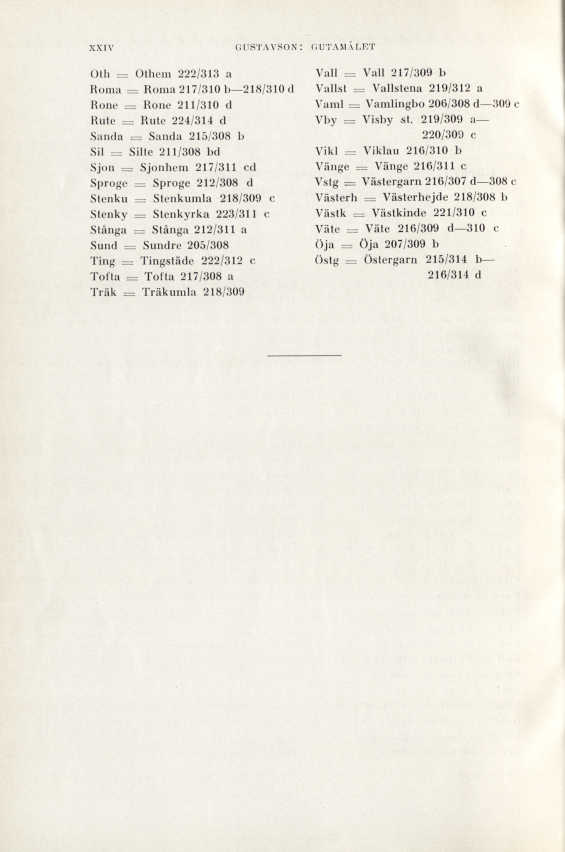 XXIV
GUSTAVSON: GUTAMÅLET
Oth = Othem 222/313 a
Roma = Roma 217/310 b—218/310 d
Rone = Rone 211/310 d
Rute = Rute 224/314 d
Sanda = Sanda 215/308 b
Sil = Silte 211/308 bd
Sjon = Sjonhem 217/311 cd
Sproge = Sproge 212/308 d
Stenku = Stenkumla 218/309 c
Stenky = Stenkyrka 223/311 c
Stånga = Stånga 212/311 a
Sund = Sundre 205/308
Ting = Tingstäde 222/312 c
Tofta = Tofta 217/308 a
Träk = Träkumla 218/309
Vall = Vall 217/309 b
Vallst = Vallstena 219/312 a
Vaml = Vamlingbo 206/308 d—309 c
Vby = Visby st. 219/309 a—
220/309 c
Vikl = Viklau 216/310 b
Vänge = Vänge 216/311 c
Vstg = Västergarn 216/307 d—308 c
Västerh = Västerhejde 218/308 b
Västk = Västkinde 221/310 c
Väte = Väte 216/309 d—310 c
Öja = Öja 207/309 b
Östg = Östergarn 215/314 b—
216/314 d